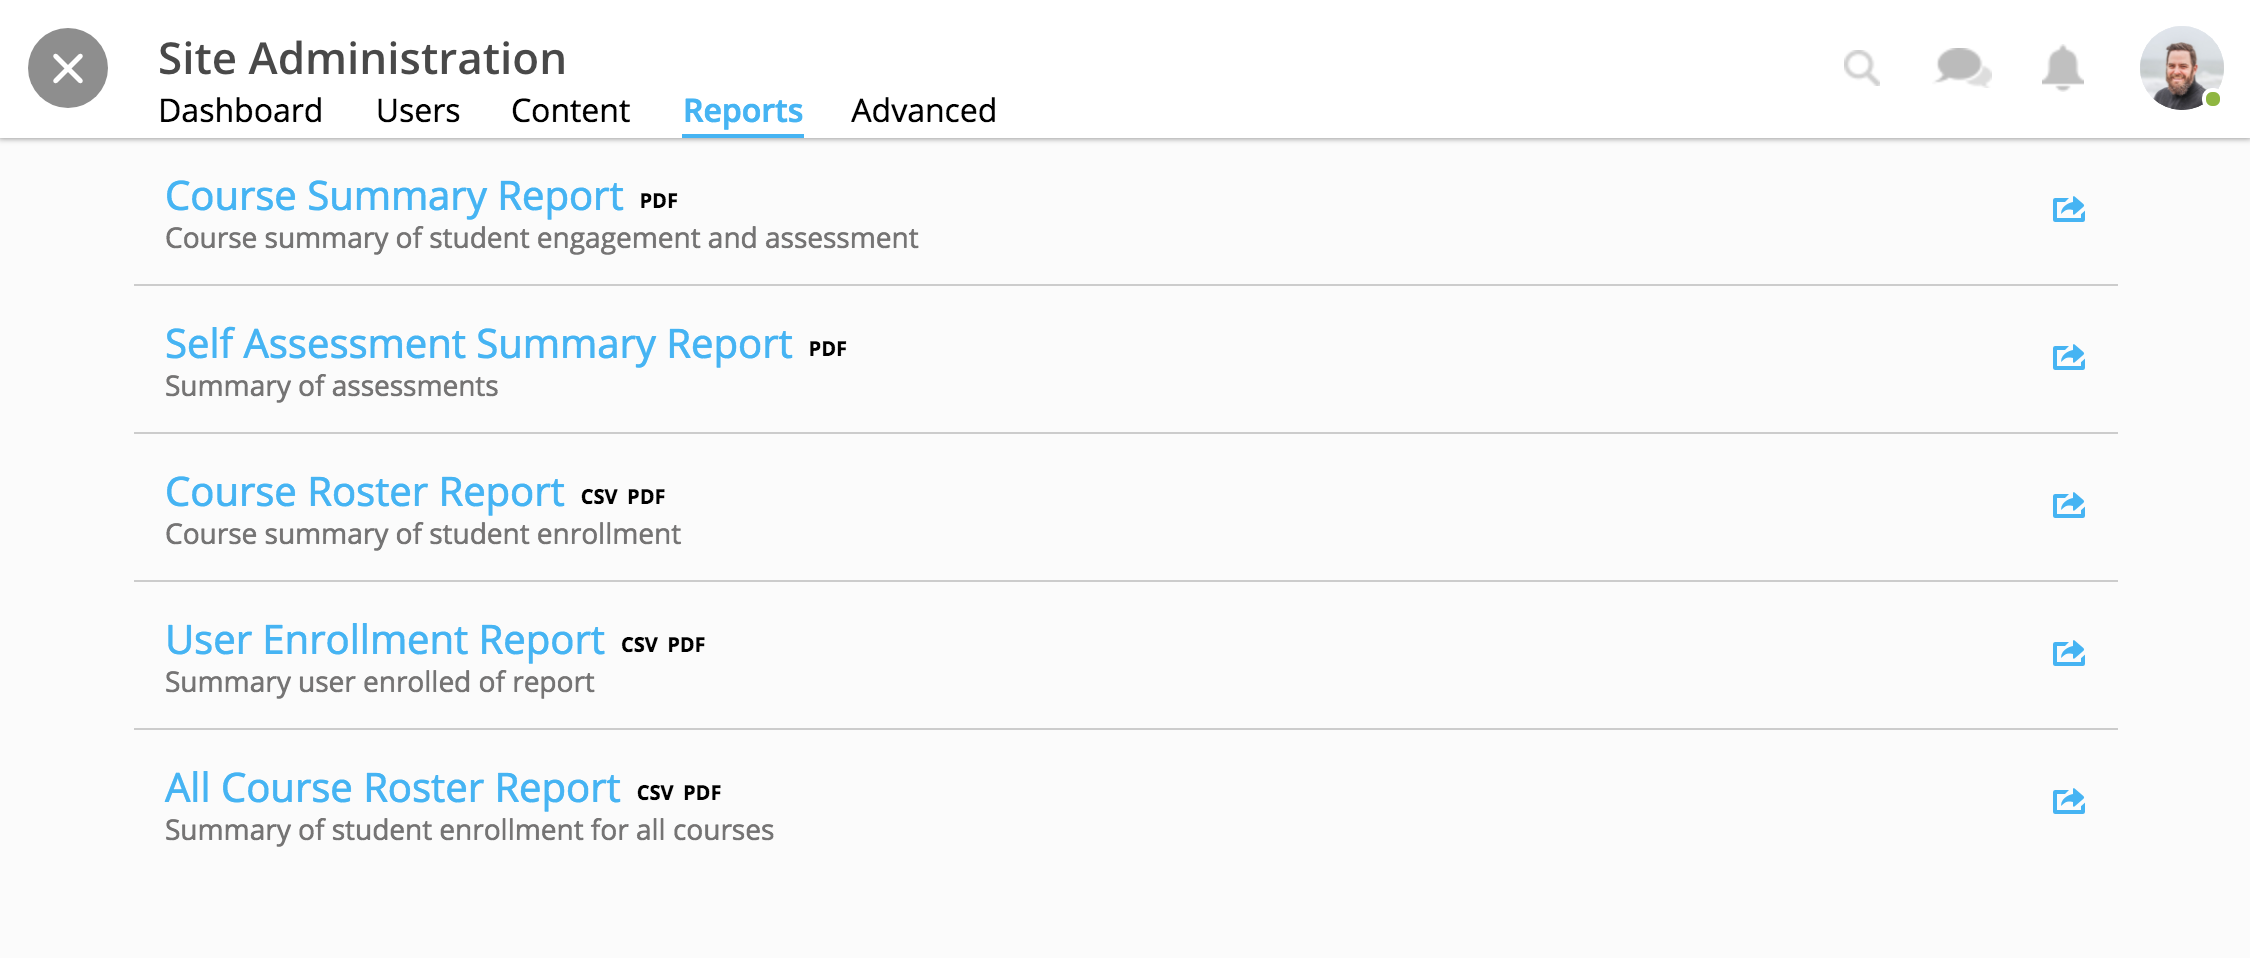 Site Administration
Dashboard Users Content Reports Advanced
Course Summary Report PDF
Course summary of student engagement and assessment
Self Assessment Summary Report PDF
Summary of assessments
Course Roster Report CSV PDF
Course summary of student enrollment
User Enrollment Report CSV PDF
Summary user enrolled of report
All Course Roster Report CSV PDF
Summary of student enrollment for all courses